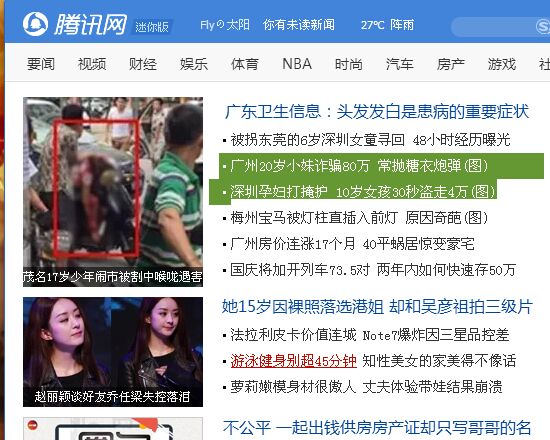 腾讯网 迷你版 Fly の太阳 你有未读新闻 27℃ 阵雨
要闻 视频 财经 娱乐 体育 NBA 时尚 汽车 房产 游戏
广东卫生信息：头发发白是患病的重要症状
被拐东莞的6岁深圳女童寻回 48小时经历曝光
广州20岁小妹诈骗80万 常抛糖衣炮弹(图)
深圳孕妇打掩护 10岁女孩30秒盗走4万(图)
梅州宝马被灯柱直插入前灯 原因奇葩(图)
广州房价连涨17个月 40平蜗居惊变豪宅
国庆将加开列车73.5对 两年内如何快速存50万
茂名17岁少年闹市被割中喉咙遇害
她15岁因裸照落选港姐 却和吴彦祖拍三级片
法拉利皮卡价值连城 Note7爆炸因三星品控差
游泳健身别超45分钟 知性美女的家美得不像话
萝莉嫩模身材很傲人 丈夫体验带娃结果崩溃
赵丽颖谈好友乔任梁失控落泪
不公平 一起出钱供房房产证却只写哥哥的名